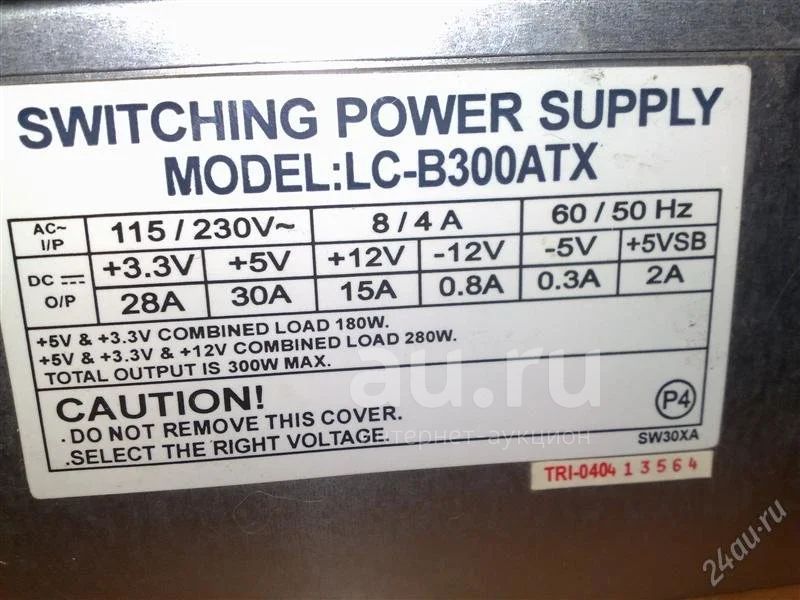 SWITCHING POWER SUPPLY
MODEL:LC-B300ATX
AC~ I/P 115 / 230V~ 8 / 4 A 60 / 50 Hz
DC O/P +3.3V +5V +12V -12V -5V +5VSB
28A 30A 15A 0.8A 0.3A 2A
+5V & +3.3V COMBINED LOAD 180W.
+5V & +3.3V & +12V COMBINED LOAD 280W.
TOTAL OUTPUT IS 300W MAX.
au.ru
тернет-аукцион
CAUTION!
.DO NOT REMOVE THIS COVER.
.SELECT THE RIGHT VOLTAGE.
P4
SW30XA
TRI-0404 1 3 5 6 4
24au.ru